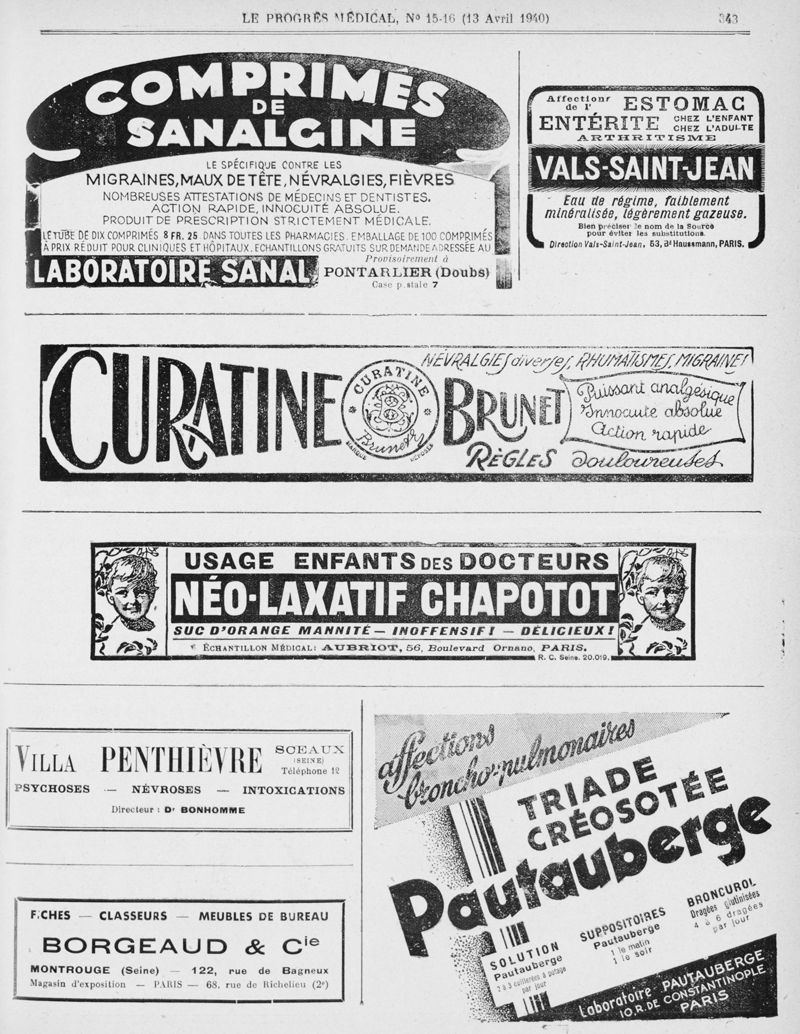 LE PROGRÈS MÉDICAL, Nº 15-16 (13 Avril 1940) 343
COMPRIMÉS
DE
SANALGINE
LE SPÉCIFIQUE CONTRE LES
MIGRAINES, MAUX DE TÊTE, NÉVRALGIES, FIÈVRES
NOMBREUSES ATTESTATIONS DE MÉDECINS ET DENTISTES.
ACTION RAPIDE, INNOCUITÉ ABSOLUE.
PRODUIT DE PRESCRIPTION STRICTEMENT MÉDICALE.
LE TUBE DE DIX COMPRIMÉS 8 FR. 25 DANS TOUTES LES PHARMACIES. EMBALLAGE DE 100 COMPRIMÉS
À PRIX RÉDUIT POUR CLINIQUES ET HÔPITAUX. ECHANTILLONS GRATUITS SUR DEMANDE ADRESSÉE AU
LABORATOIRE SANAL
Provisoirement à
PONTARLIER (Doubs)
Case p. stale 7
Affections de l'
ESTOMAC
ENTÉRITE CHEZ L'ENFANT
CHEZ L'ADULTE
ARTHRITISME
VALS-SAINT-JEAN
Eau de régime, faiblement
minéralisée, légèrement gazeuse.
Bien préciser le nom de la Source
pour éviter les substitutions.
Direction Vals-Saint-Jean, 53, Bd Haussmann, PARIS.
NÉVRALGIES diverses, RHUMATISMES, MIGRAINES
CURATINE
CURATINE
Brunet
MARQUE DÉPOSÉE
BRUNET
Puissant analgésique
Innocuité absolue
Action rapide
RÈGLES douloureuses
USAGE ENFANTS DES DOCTEURS
NÉO-LAXATIF CHAPOTOT
SUC D'ORANGE MANNITÉ — INOFFENSIF! — DÉLICIEUX!
ÉCHANTILLON MÉDICAL: AUBRIOT, 56, Boulevard Ornano, PARIS.
R. C. Seine. 20.019.
VILLA PENTHIÈVRE
SCEAUX
(SEINE)
Téléphone 12
PSYCHOSES — NÉVROSES — INTOXICATIONS
Directeur : Dr BONHOMME
FICHES — CLASSEURS — MEUBLES DE BUREAU
BORGEAUD & Cie
MONTROUGE (Seine) — 122, rue de Bagneux
Magasin d'exposition — PARIS — 68, rue de Richelieu (2e)
affections
broncho-pulmonaires
TRIADE
CRÉOSOTÉE
Pautauberge
SOLUTION
Pautauberge
2 à 3 cuillerées à potage
par jour
SUPPOSITOIRES
Pautauberge
1 le matin
1 le soir
BRONCUROL
Dragées glutinisées
4 à 6 dragées
par jour
Laboratoire PAUTAUBERGE
10, R. DE CONSTANTINOPLE
PARIS